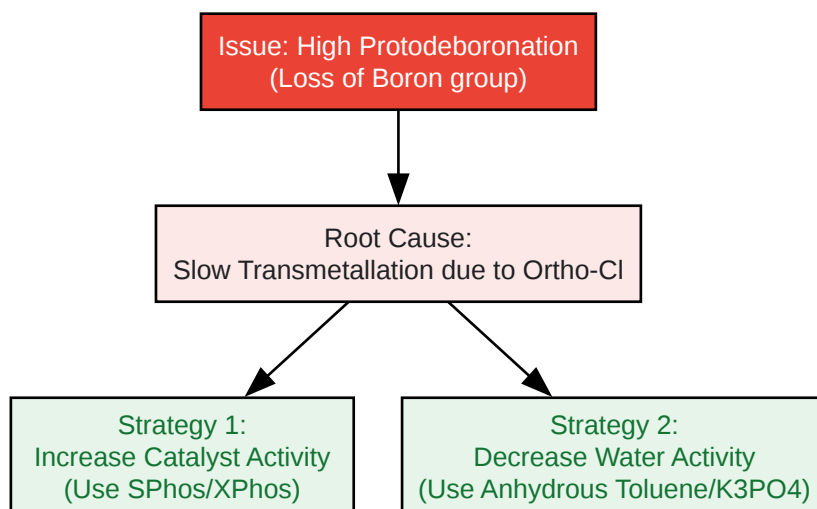 Issue: High Protodeboronation
(Loss of Boron group)
Root Cause:
Slow Transmetallation due to Ortho-Cl
Strategy 1:
Increase Catalyst Activity
(Use SPhos/XPhos)
Strategy 2:
Decrease Water Activity
(Use Anhydrous Toluene/K3PO4)